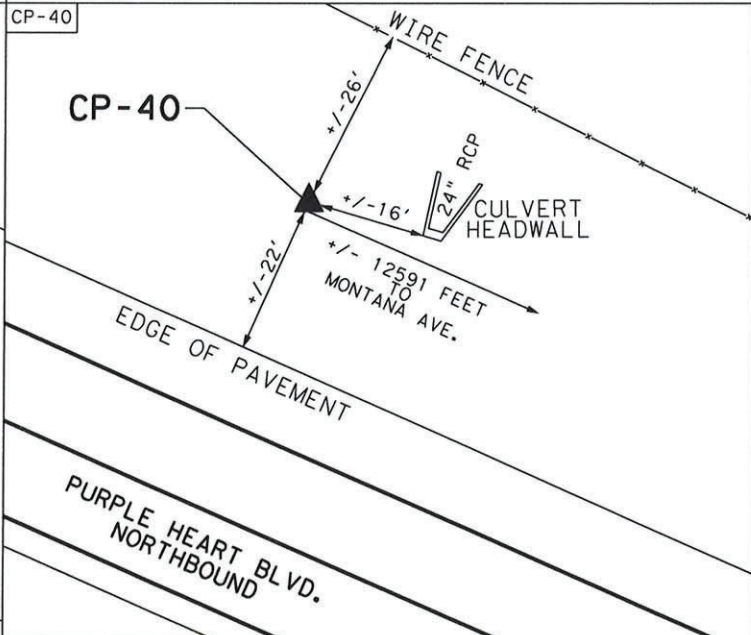 CP-40
WIRE FENCE
CP-40
+/-26'
24" RCP
+/-16'
CULVERT
HEADWALL
+/-22'
+/- 12591 FEET
TO
MONTANA AVE.
EDGE OF PAVEMENT
PURPLE HEART BLVD.
NORTHBOUND